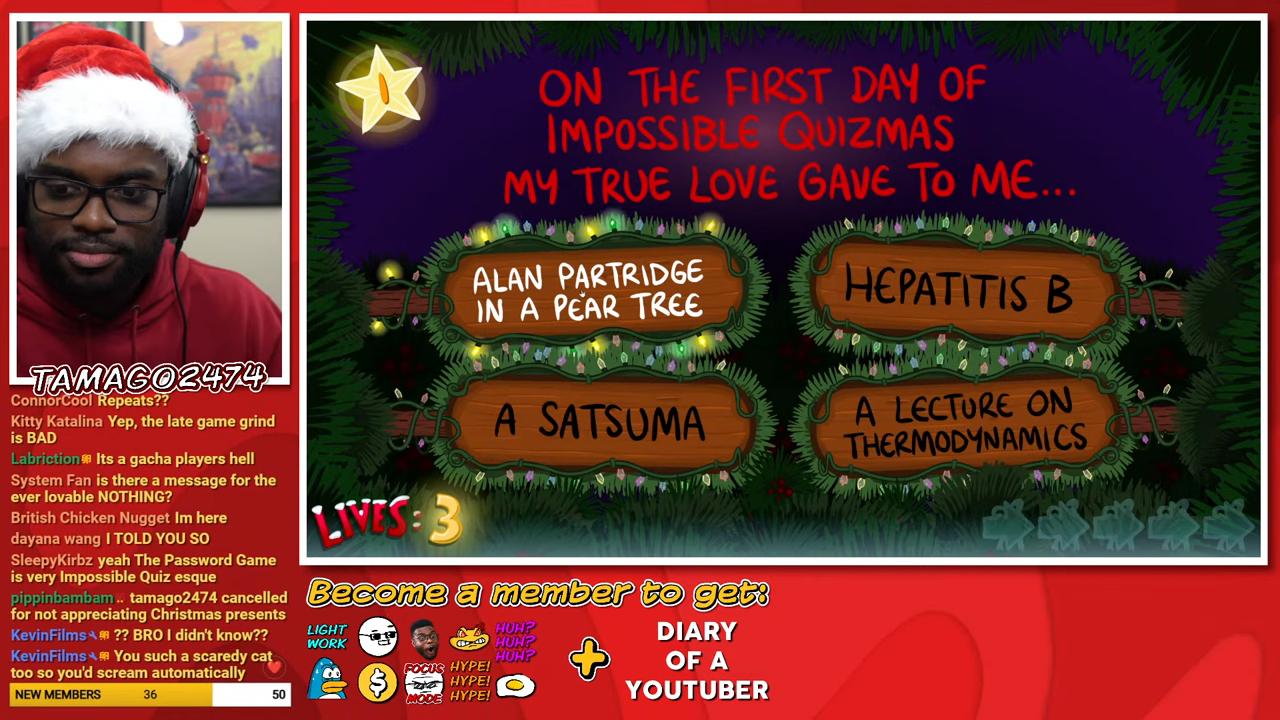 1
ON THE FIRST DAY OF
IMPOSSIBLE QUIZMAS
MY TRUE LOVE GAVE TO ME...
ALAN PARTRIDGE
IN A PEAR TREE
HEPATITIS B
A SATSUMA
A LECTURE ON
THERMODYNAMICS
LIVES: 3
TAMAGO2474
ConnorCool Repeats??
Kitty Katalina Yep, the late game grind
is BAD
Labriction Its a gacha players hell
System Fan is there a message for the
ever lovable NOTHING?
British Chicken Nugget Im here
dayana wang I TOLD YOU SO
SleepyKirbz yeah The Password Game
is very Impossible Quiz esque
pippinbambam.. tamago2474 cancelled
for not appreciating Christmas presents
KevinFilms ?? BRO I didn't know??
KevinFilms You such a scaredy cat
too so you'd scream automatically
NEW MEMBERS 36 50
Become a member to get:
LIGHT
WORK
FOCUS
MODE
HYPE!
HYPE!
HYPE!
HUH?
HUH?
HUH?
$
+
DIARY
OF A
YOUTUBER